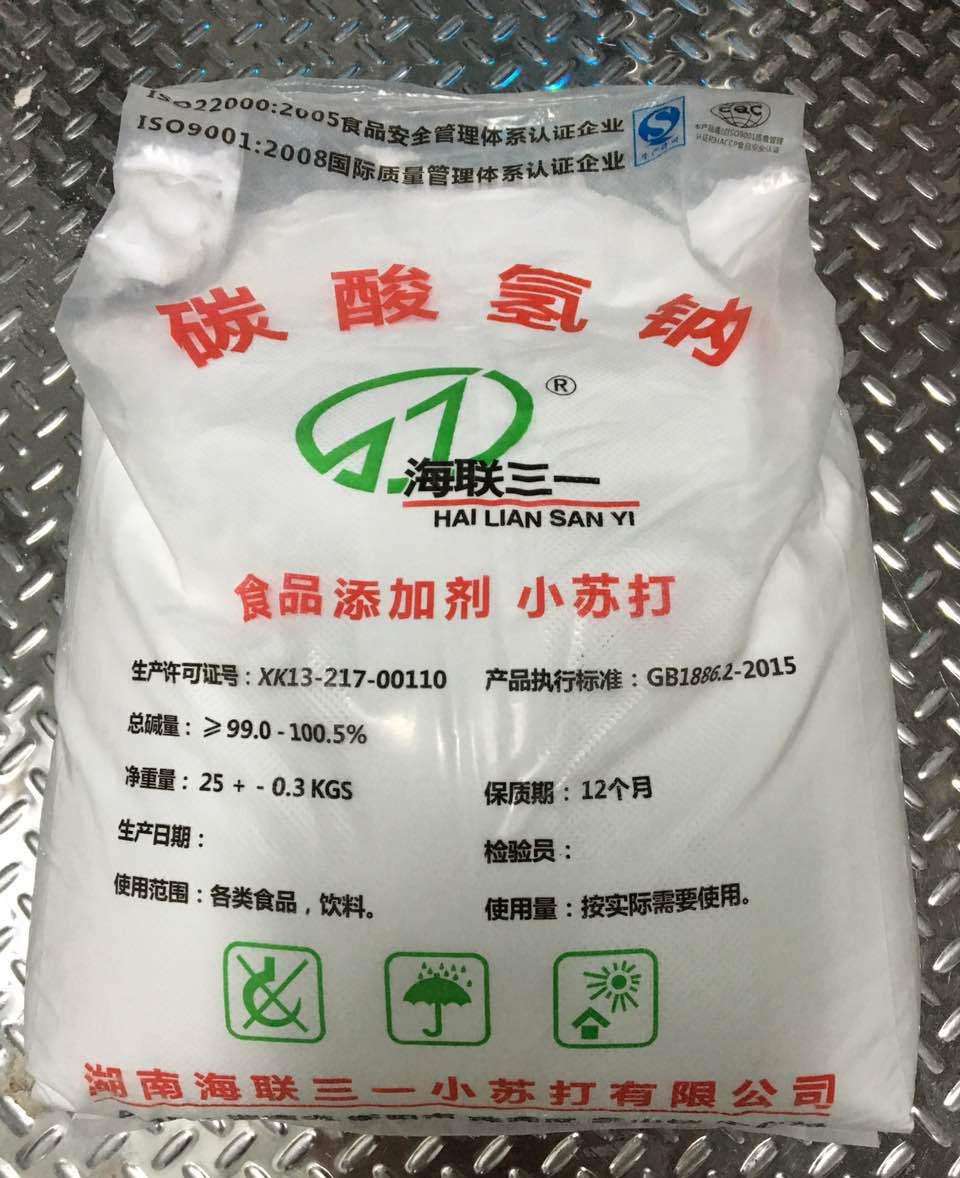 ISO22000:2005食品安全管理体系认证企业
ISO9001:2008国际质量管理体系认证企业
CQC
碳酸氢钠
®
海联三一
HAI LIAN SAN YI
食品添加剂 小苏打
生产许可证号：XK13-217-00110 产品执行标准：GB1886.2-2015
总碱量：≥99.0-100.5%
净重量：25 + - 0.3 KGS 保质期：12个月
生产日期： 检验员：
使用范围：各类食品，饮料。 使用量：按实际需要使用。
湖南海联三一小苏打有限公司